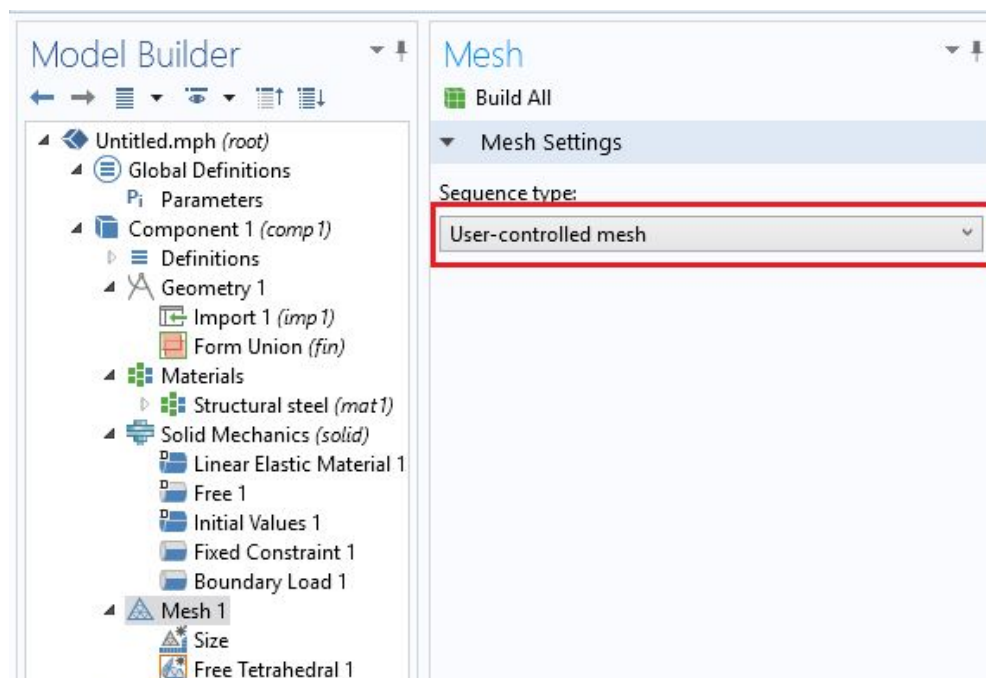 Model Builder
Untitled.mph (root)
Global Definitions
Pi Parameters
Component 1 (comp1)
Definitions
Geometry 1
Import 1 (imp1)
Form Union (fin)
Materials
Structural steel (mat1)
Solid Mechanics (solid)
Linear Elastic Material 1
Free 1
Initial Values 1
Fixed Constraint 1
Boundary Load 1
Mesh 1
Size
Free Tetrahedral 1
Mesh
Build All
Mesh Settings
Sequence type:
User-controlled mesh